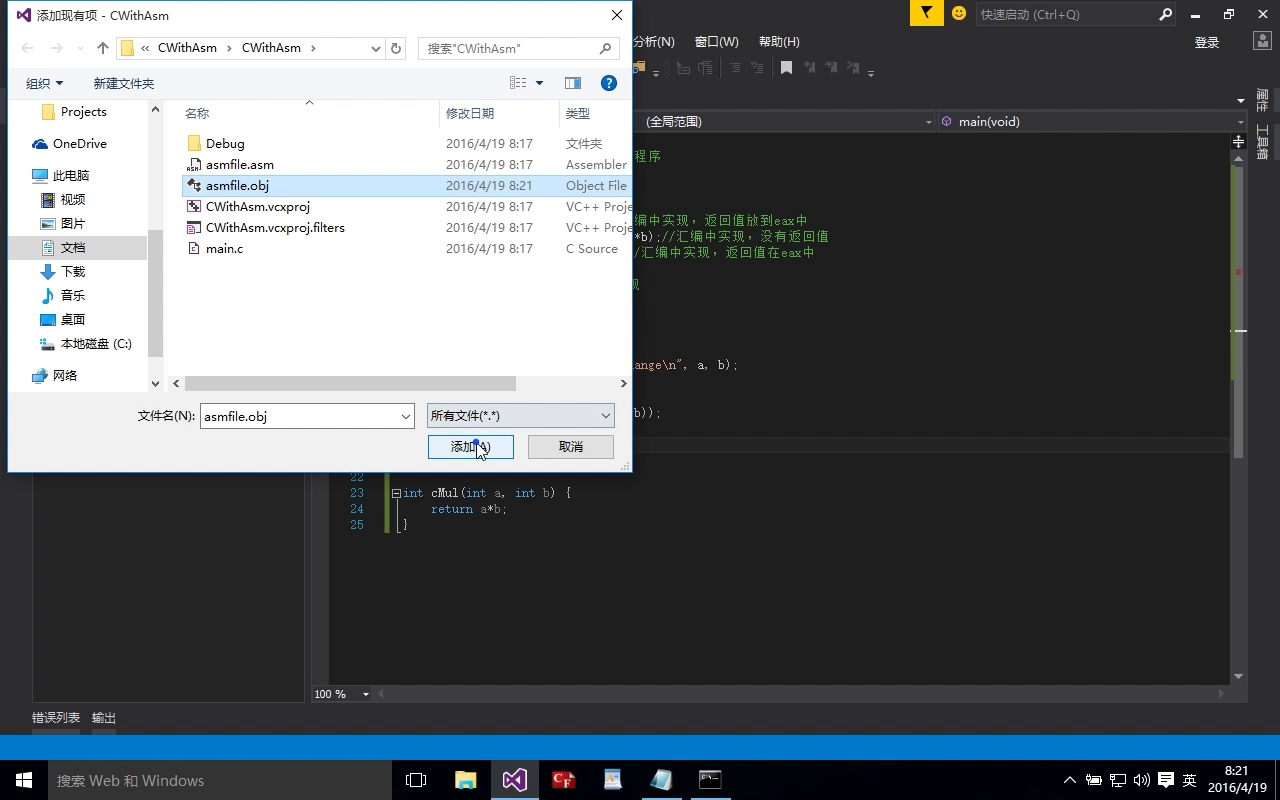 添加现有项 - CWithAsm
快速启动 (Ctrl+Q)
« CWithAsm › CWithAsm ›
搜索"CWithAsm"
分析(N) 窗口(W) 帮助(H)
登录
组织 新建文件夹
Projects
OneDrive
此电脑
视频
图片
文档
下载
音乐
桌面
本地磁盘 (C:)
网络
名称 修改日期 类型
Debug 2016/4/19 8:17 文件夹
asmfile.asm 2016/4/19 8:17 Assembler
asmfile.obj 2016/4/19 8:21 Object File
CWithAsm.vcxproj 2016/4/19 8:17 VC++ Proje
CWithAsm.vcxproj.filters 2016/4/19 8:17 VC++ Proje
main.c 2016/4/19 8:17 C Source
文件名(N): asmfile.obj 所有文件(*.*)
添加(A) 取消
(全局范围) main(void)
属性
工具箱
程序
编中实现，返回值放到eax中
*b);//汇编中实现，没有返回值
/汇编中实现，返回值在eax中
现
ange\n", a, b);
b));
22
23 int cMul(int a, int b) {
24 return a*b;
25 }
100 %
错误列表 输出
搜索 Web 和 Windows
英
8:21
2016/4/19